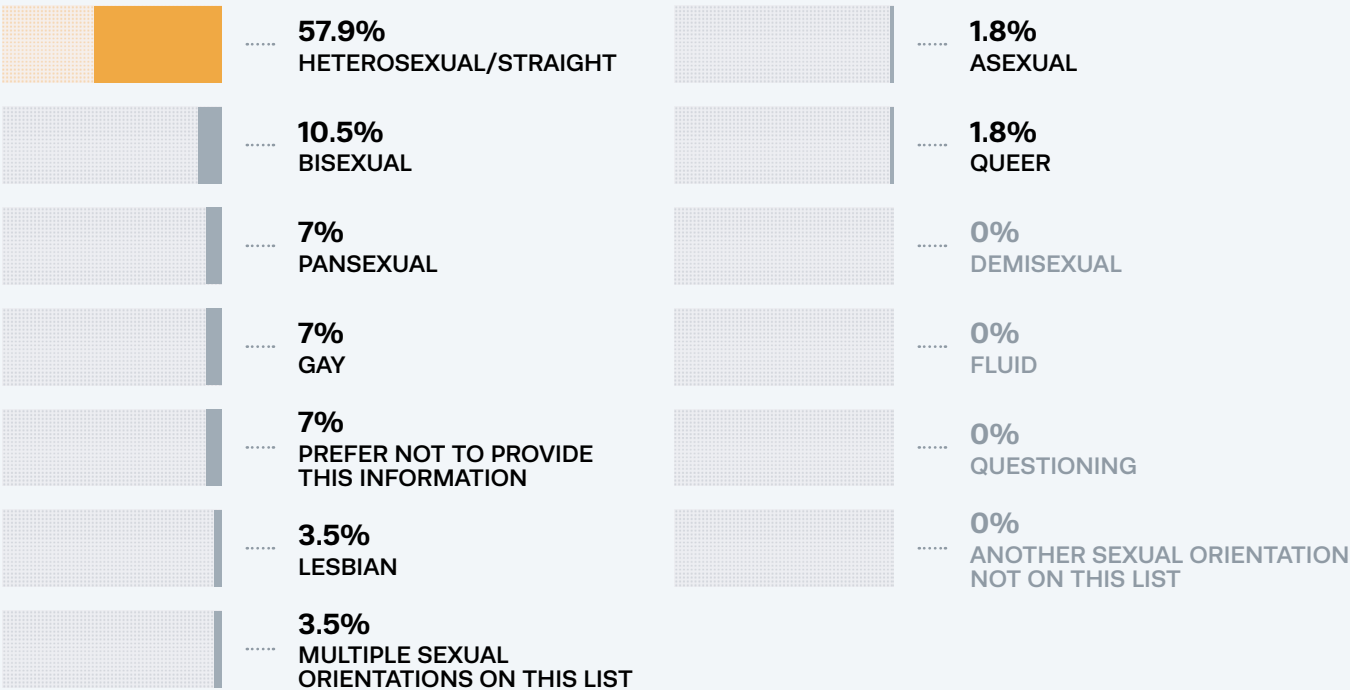 57.9%
HETEROSEXUAL/STRAIGHT
10.5%
BISEXUAL
7%
PANSEXUAL
7%
GAY
7%
PREFER NOT TO PROVIDE
THIS INFORMATION
3.5%
LESBIAN
3.5%
MULTIPLE SEXUAL
ORIENTATIONS ON THIS LIST
1.8%
ASEXUAL
1.8%
QUEER
0%
DEMISEXUAL
0%
FLUID
0%
QUESTIONING
0%
ANOTHER SEXUAL ORIENTATION
NOT ON THIS LIST